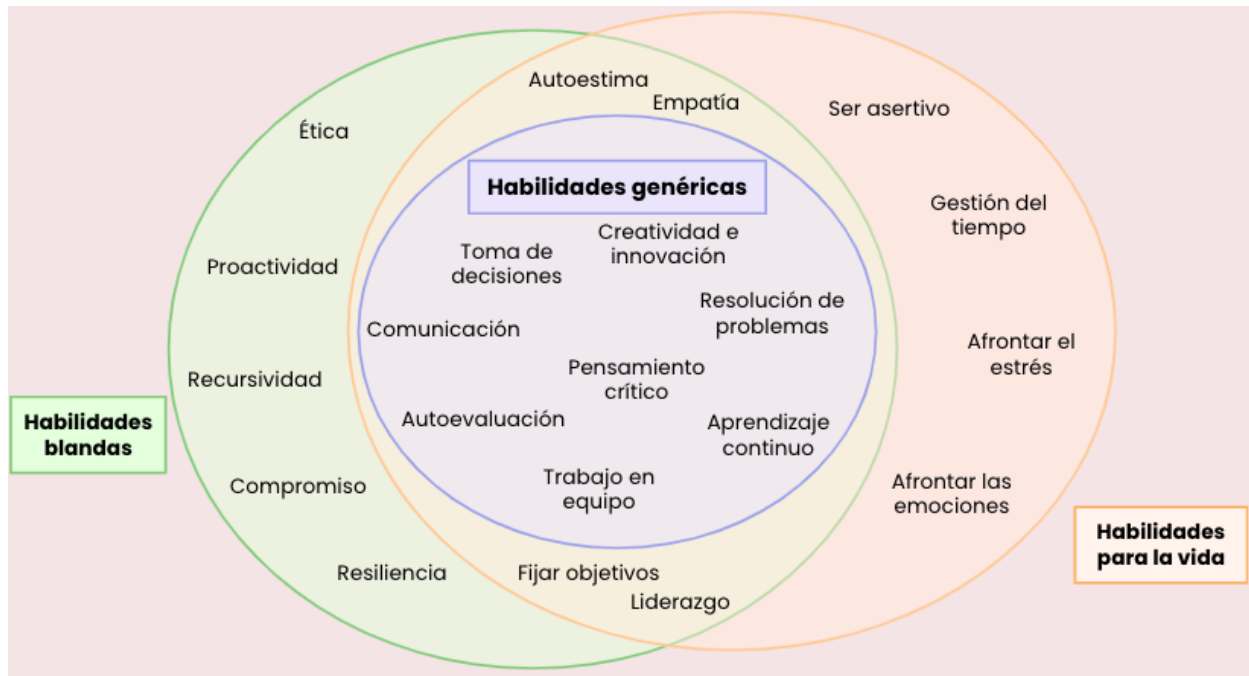 Autoestima
Empatía
Ser asertivo
Ética
Habilidades genéricas
Gestión del
tiempo
Creatividad e
innovación
Toma de
decisiones
Proactividad
Resolución de
problemas
Comunicación
Afrontar el
estrés
Pensamiento
crítico
Recursividad
Habilidades
blandas
Autoevaluación
Aprendizaje
continuo
Compromiso
Trabajo en
equipo
Afrontar las
emociones
Habilidades
para la vida
Resiliencia
Fijar objetivos
Liderazgo